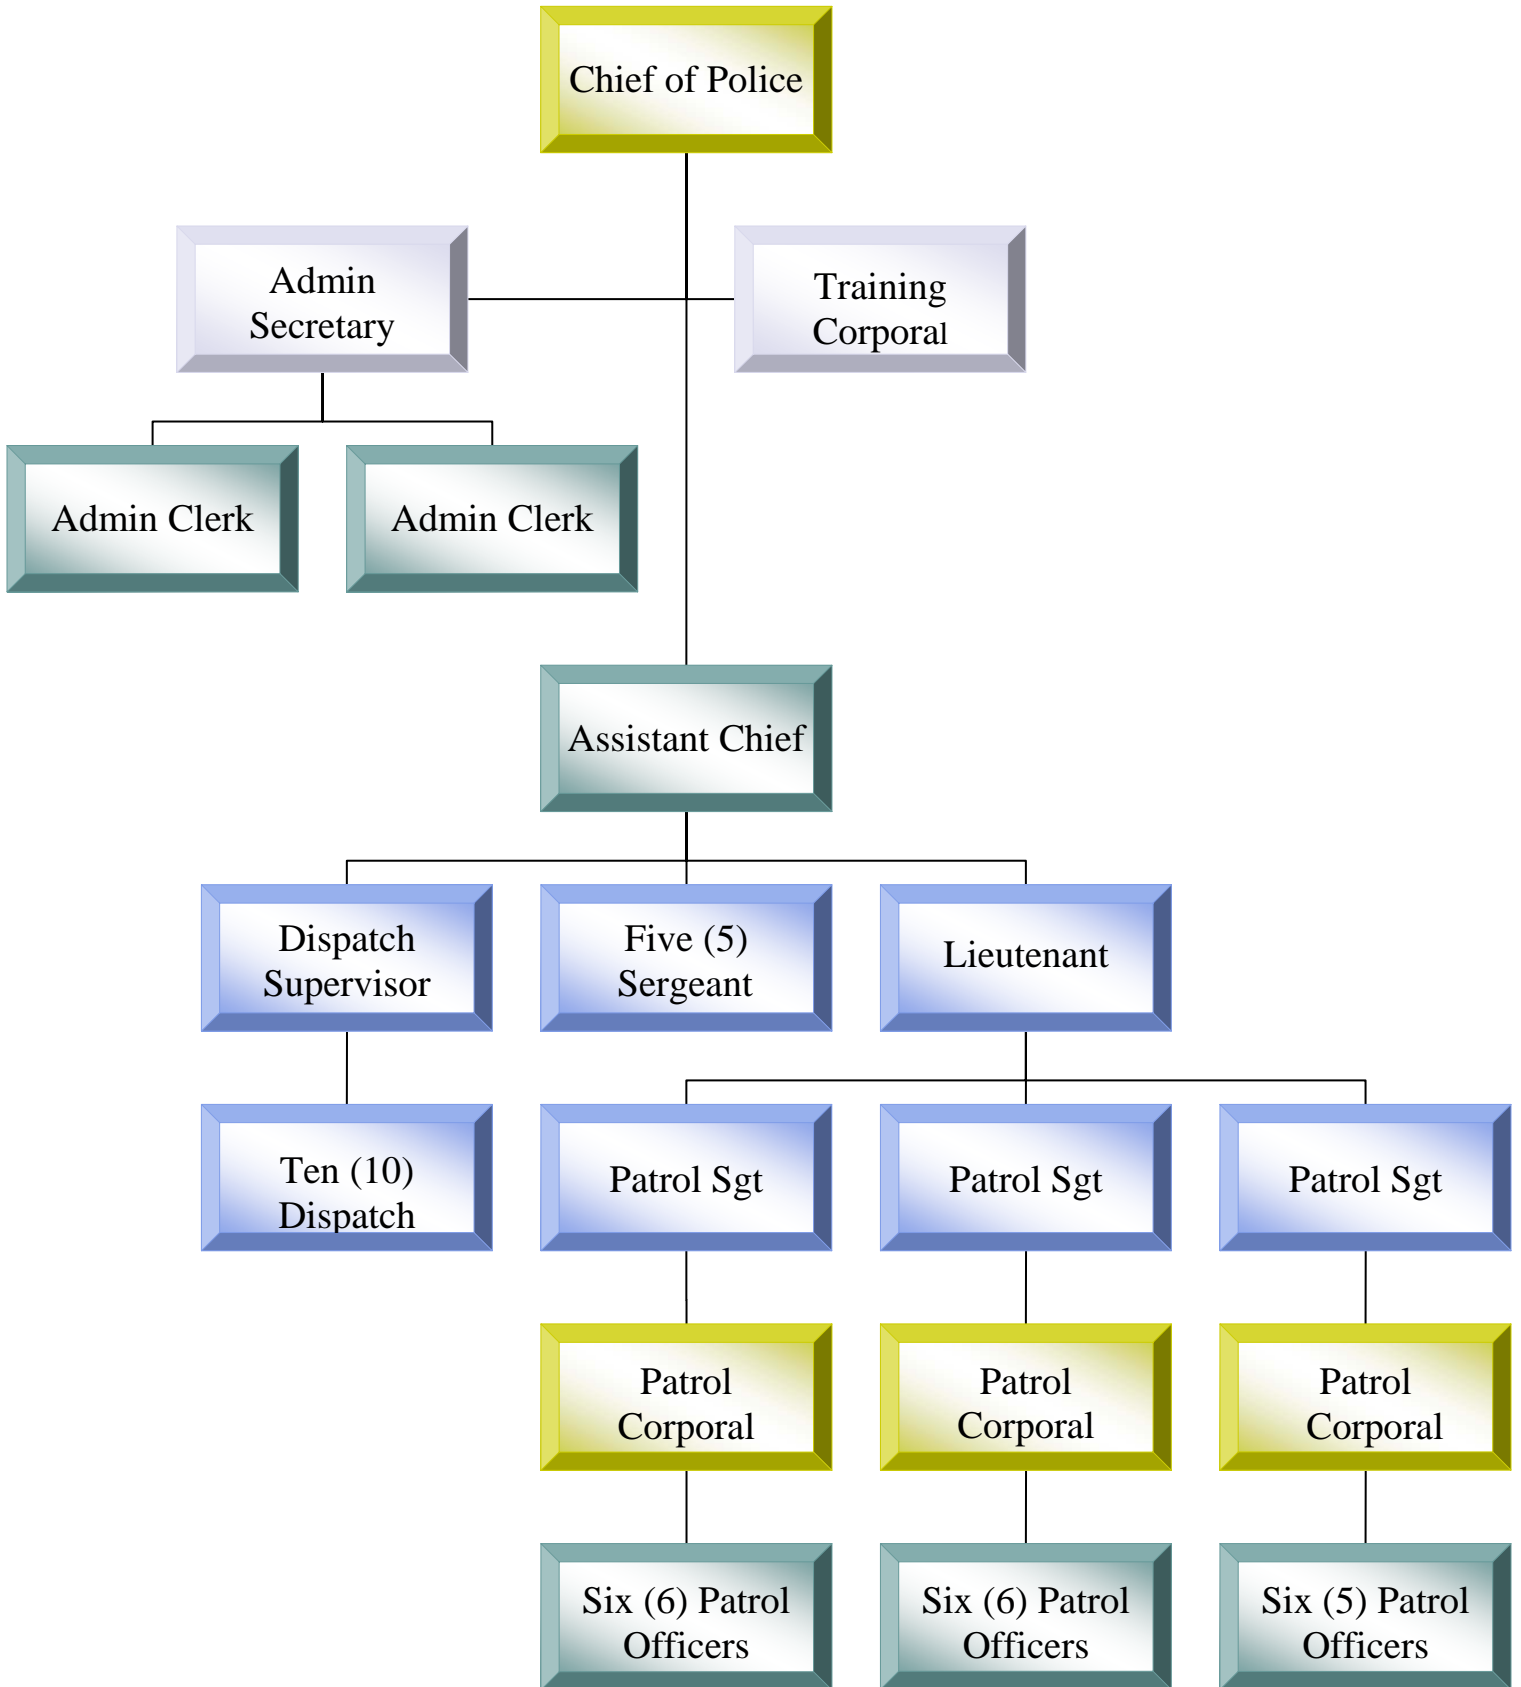 Chief of Police
Admin
Secretary
Training
Corporal
Admin Clerk
Admin Clerk
Assistant Chief
Dispatch
Supervisor
Five (5)
Sergeant
Lieutenant
Ten (10)
Dispatch
Patrol Sgt
Patrol Sgt
Patrol Sgt
Patrol
Corporal
Patrol
Corporal
Patrol
Corporal
Six (6) Patrol
Officers
Six (6) Patrol
Officers
Six (5) Patrol
Officers